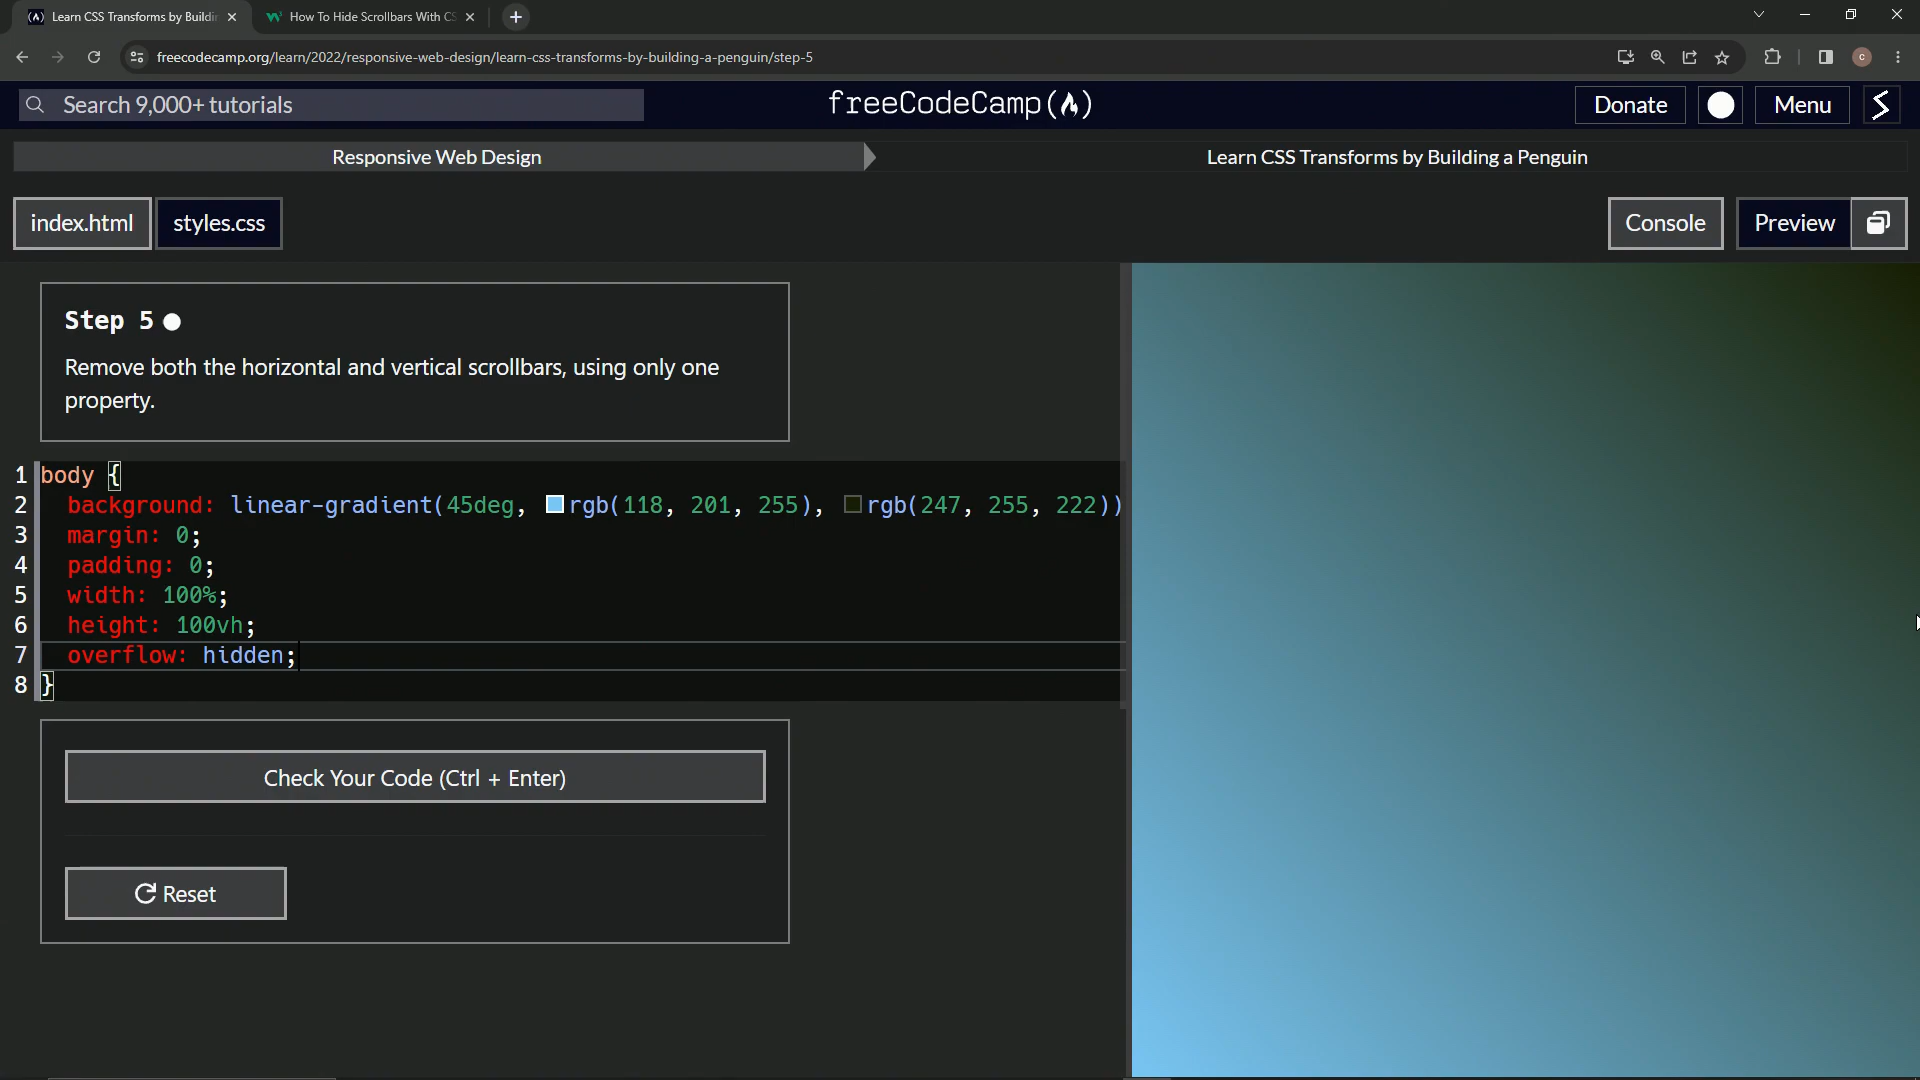 Learn CSS Transforms by Buildi
How To Hide Scrollbars With CS
freecodecamp.org/learn/2022/responsive-web-design/learn-css-transforms-by-building-a-penguin/step-5
C
Search 9,000+ tutorials
freeCodeCamp
Donate
Menu
Responsive Web Design
Learn CSS Transforms by Building a Penguin
index.html
styles.css
Console
Preview
Step 5
Remove both the horizontal and vertical scrollbars, using only one
property.
1 body {
2 background: linear-gradient(45deg, rgb(118, 201, 255), rgb(247, 255, 222))
3 margin: 0;
4 padding: 0;
5 width: 100%;
6 height: 100vh;
7 overflow: hidden;
8 }
Check Your Code (Ctrl + Enter)
Reset